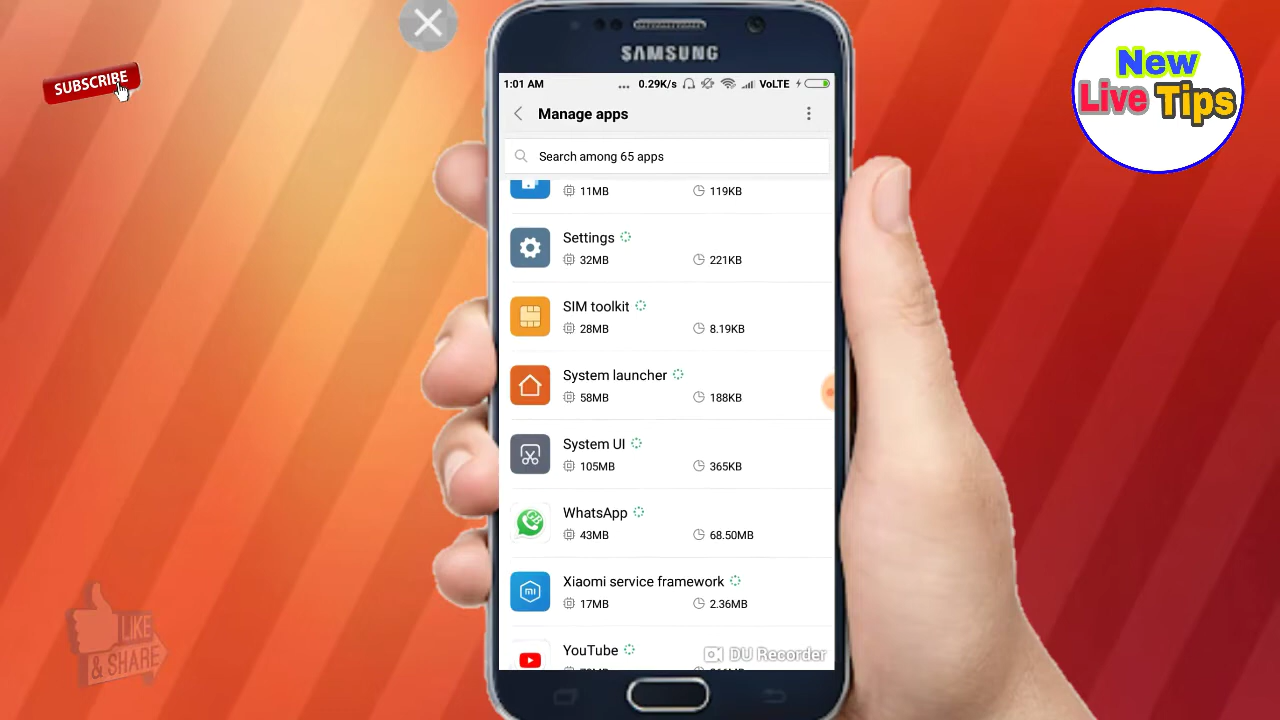 SUBSCRIBE
New
Live Tips
SAMSUNG
1:01 AM ... 0.29K/s VoLTE
Manage apps
Search among 65 apps
11MB 119KB
Settings
32MB 221KB
SIM toolkit
28MB 8.19KB
System launcher
58MB 188KB
System UI
105MB 365KB
WhatsApp
GB
43MB 68.50MB
Xiaomi service framework
mi
17MB 2.36MB
YouTube
DU Recorder
LIKE
& SHARE